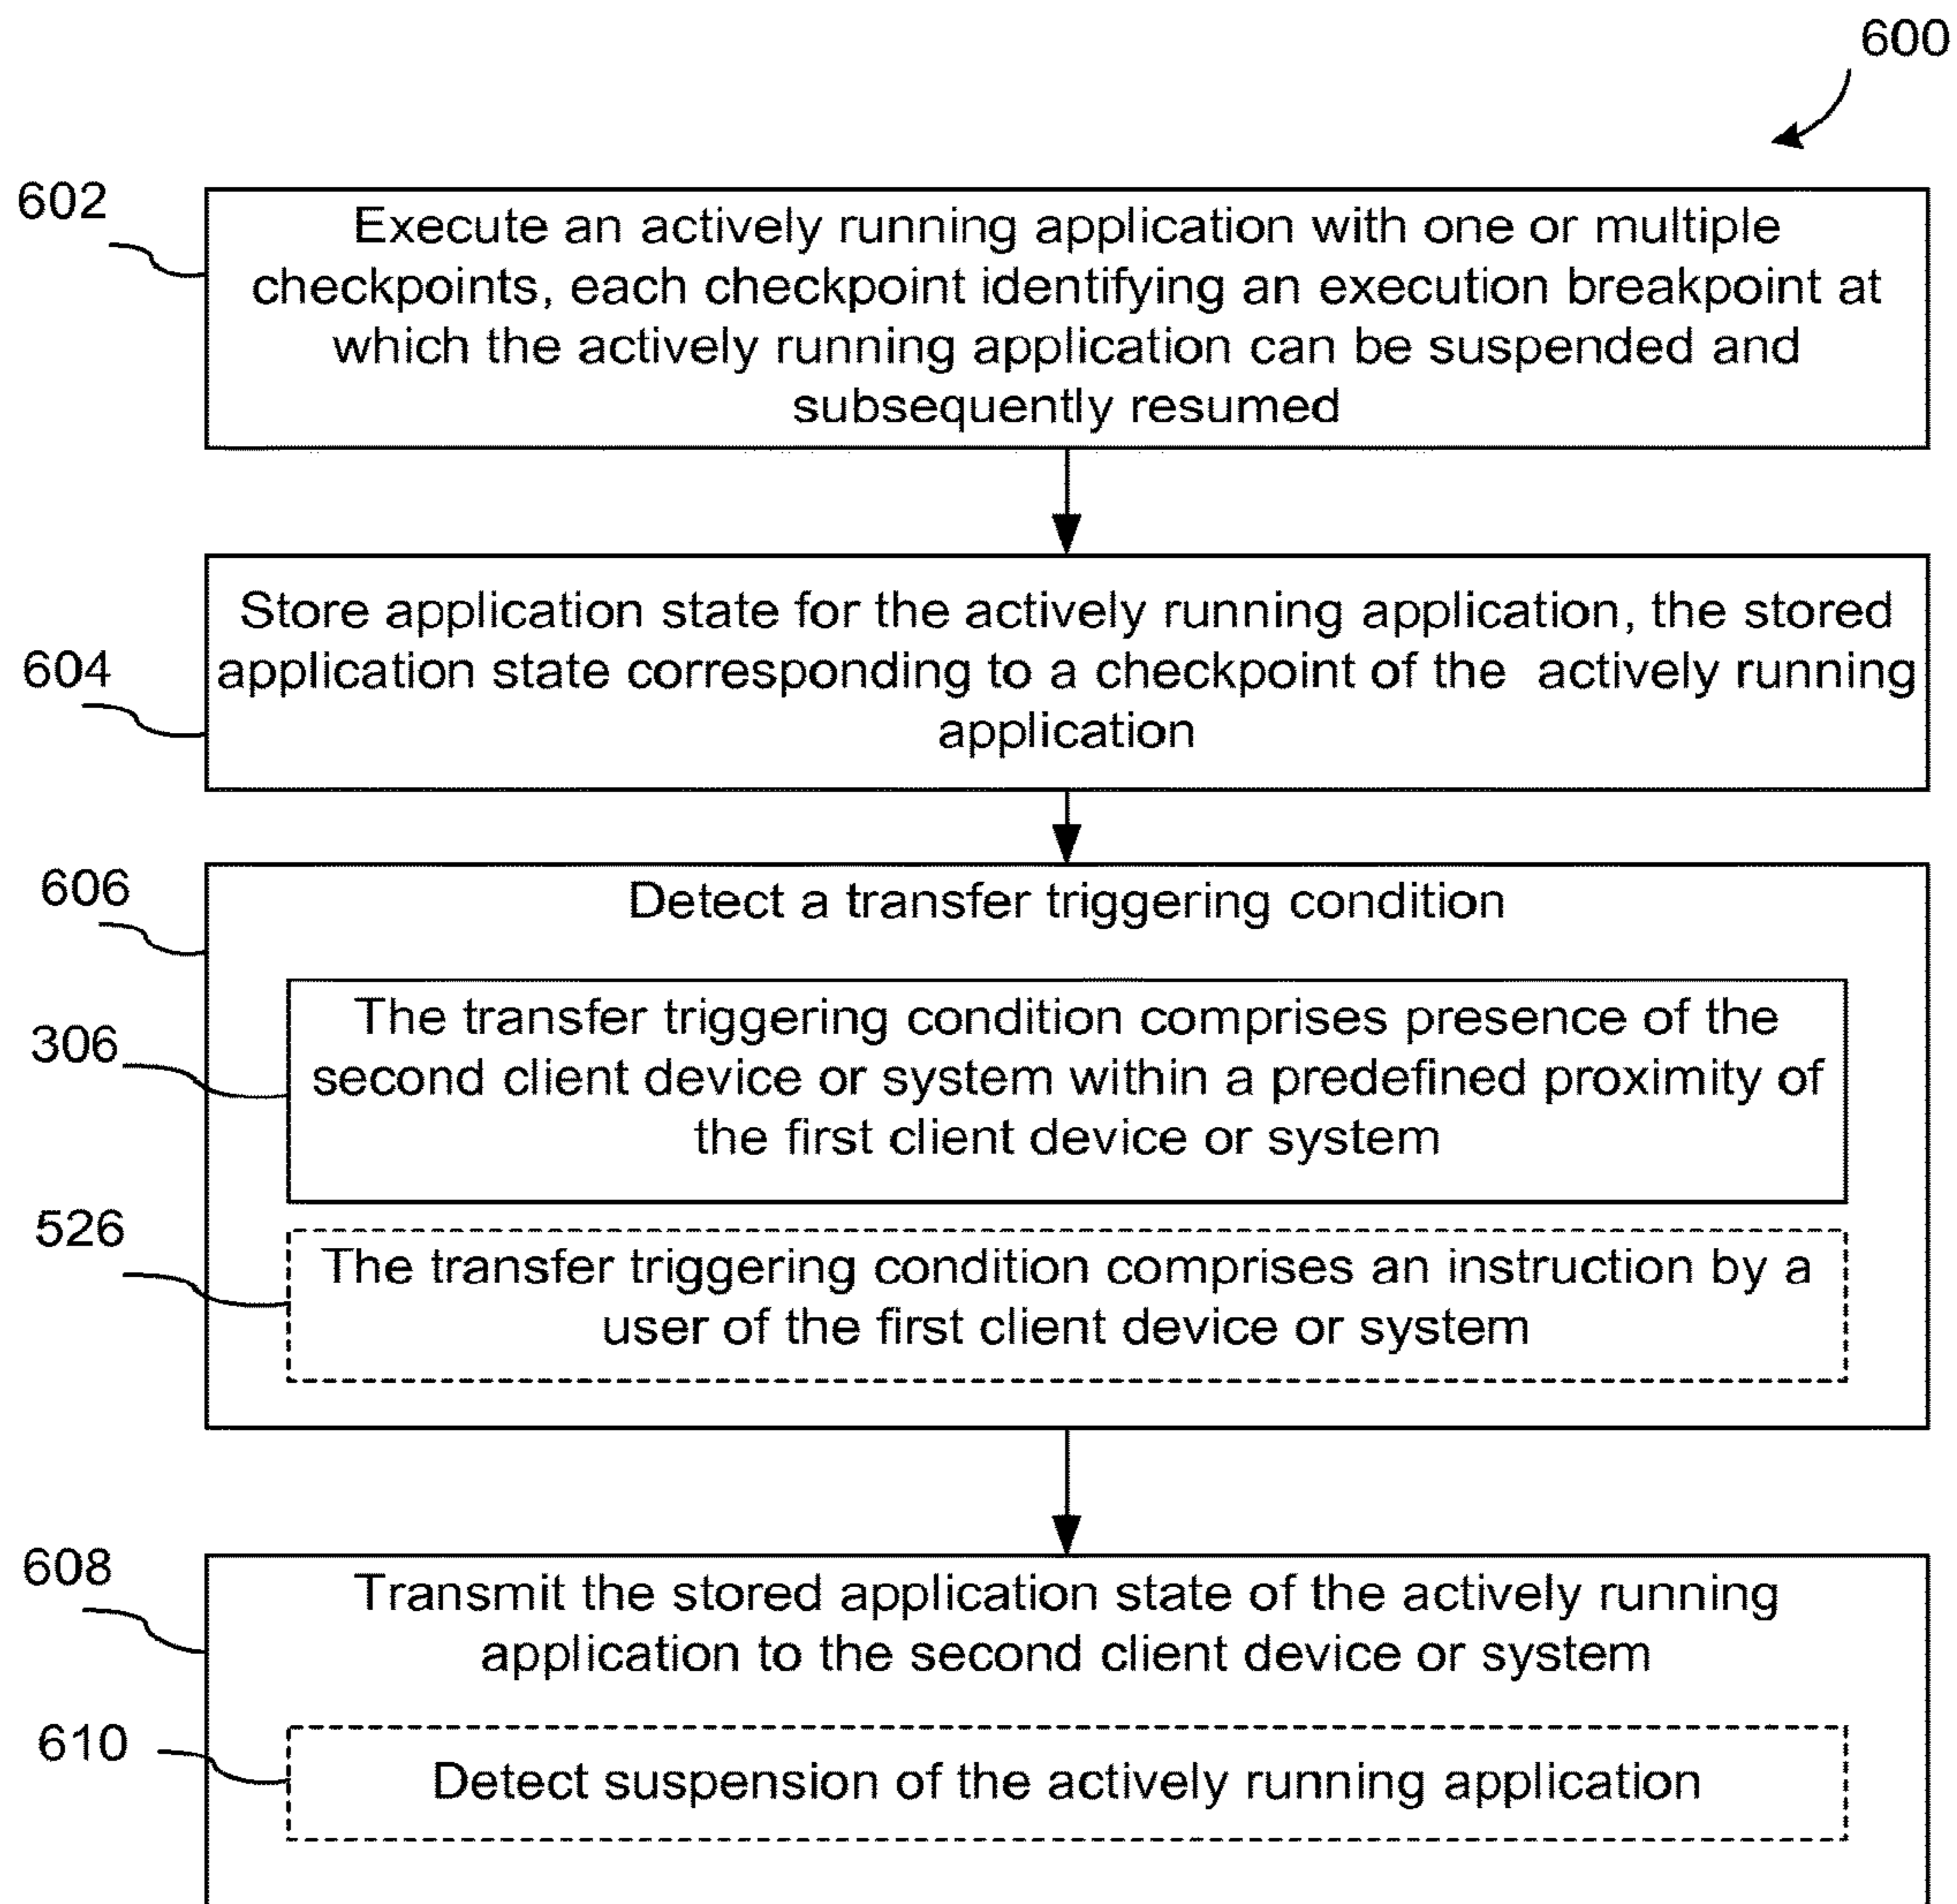 600
602
Execute an actively running application with one or multiple
checkpoints, each checkpoint identifying an execution breakpoint at
which the actively running application can be suspended and
subsequently resumed
604
Store application state for the actively running application, the stored
application state corresponding to a checkpoint of the actively running
application
606
Detect a transfer triggering condition
306
The transfer triggering condition comprises presence of the
second client device or system within a predefined proximity of
the first client device or system
526
The transfer triggering condition comprises an instruction by a
user of the first client device or system
608
Transmit the stored application state of the actively running
application to the second client device or system
610
Detect suspension of the actively running application